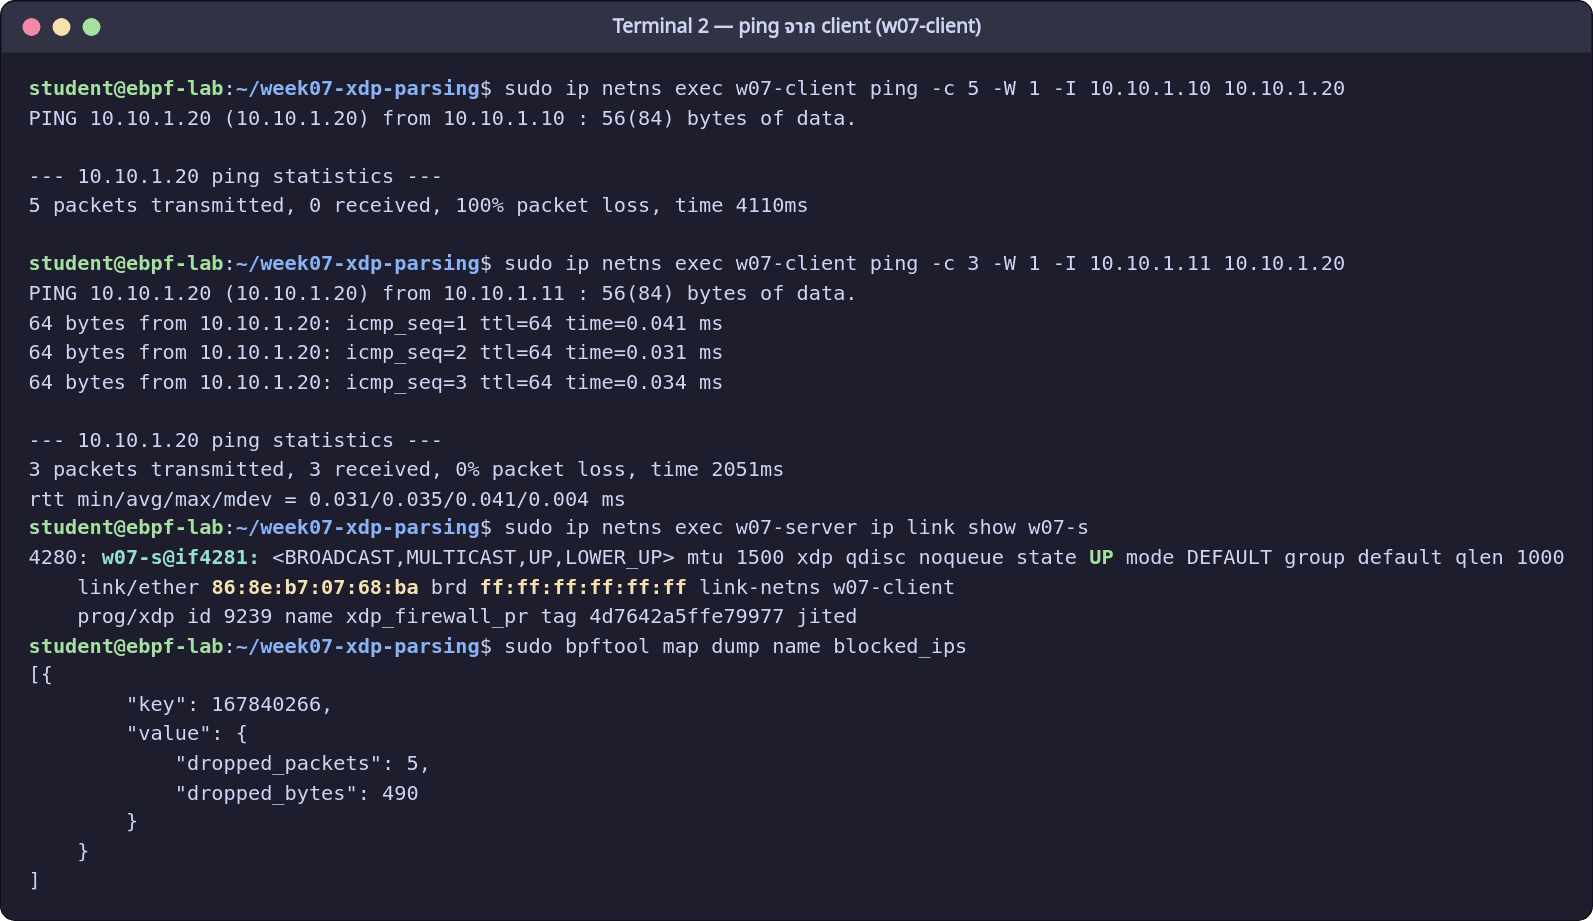 Terminal 2 — ping จาก client (w07-client)
student@ebpf-lab:~/week07-xdp-parsing$ sudo ip netns exec w07-client ping -c 5 -W 1 -I 10.10.1.10 10.10.1.20
PING 10.10.1.20 (10.10.1.20) from 10.10.1.10 : 56(84) bytes of data.
--- 10.10.1.20 ping statistics ---
5 packets transmitted, 0 received, 100% packet loss, time 4110ms
student@ebpf-lab:~/week07-xdp-parsing$ sudo ip netns exec w07-client ping -c 3 -W 1 -I 10.10.1.11 10.10.1.20
PING 10.10.1.20 (10.10.1.20) from 10.10.1.11 : 56(84) bytes of data.
64 bytes from 10.10.1.20: icmp_seq=1 ttl=64 time=0.041 ms
64 bytes from 10.10.1.20: icmp_seq=2 ttl=64 time=0.031 ms
64 bytes from 10.10.1.20: icmp_seq=3 ttl=64 time=0.034 ms
--- 10.10.1.20 ping statistics ---
3 packets transmitted, 3 received, 0% packet loss, time 2051ms
rtt min/avg/max/mdev = 0.031/0.035/0.041/0.004 ms
student@ebpf-lab:~/week07-xdp-parsing$ sudo ip netns exec w07-server ip link show w07-s
4280: w07-s@if4281: <BROADCAST,MULTICAST,UP,LOWER_UP> mtu 1500 xdp qdisc noqueue state UP mode DEFAULT group default qlen 1000
    link/ether 86:8e:b7:07:68:ba brd ff:ff:ff:ff:ff:ff link-netns w07-client
    prog/xdp id 9239 name xdp_firewall_pr tag 4d7642a5ffe79977 jited
student@ebpf-lab:~/week07-xdp-parsing$ sudo bpftool map dump name blocked_ips
[{
        "key": 167840266,
        "value": {
            "dropped_packets": 5,
            "dropped_bytes": 490
        }
    }
]